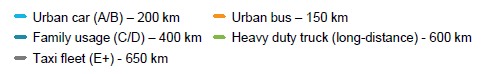 Urban car (A/B) – 200 km
Urban bus – 150 km
Family usage (C/D) – 400 km
Heavy duty truck (long-distance) - 600 km
Taxi fleet (E+) - 650 km